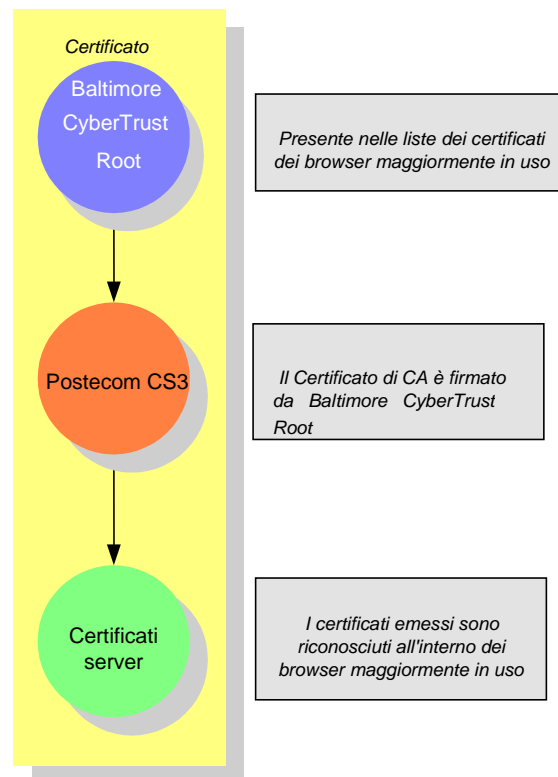 Certificato
Baltimore
CyberTrust
Root
Presente nelle liste dei certificati
dei browser maggiormente in uso
Postecom CS3
Il Certificato di CA è firmato
da Baltimore CyberTrust
Root
Certificati
server
I certificati emessi sono
riconosciuti all'interno dei
browser maggiormente in uso